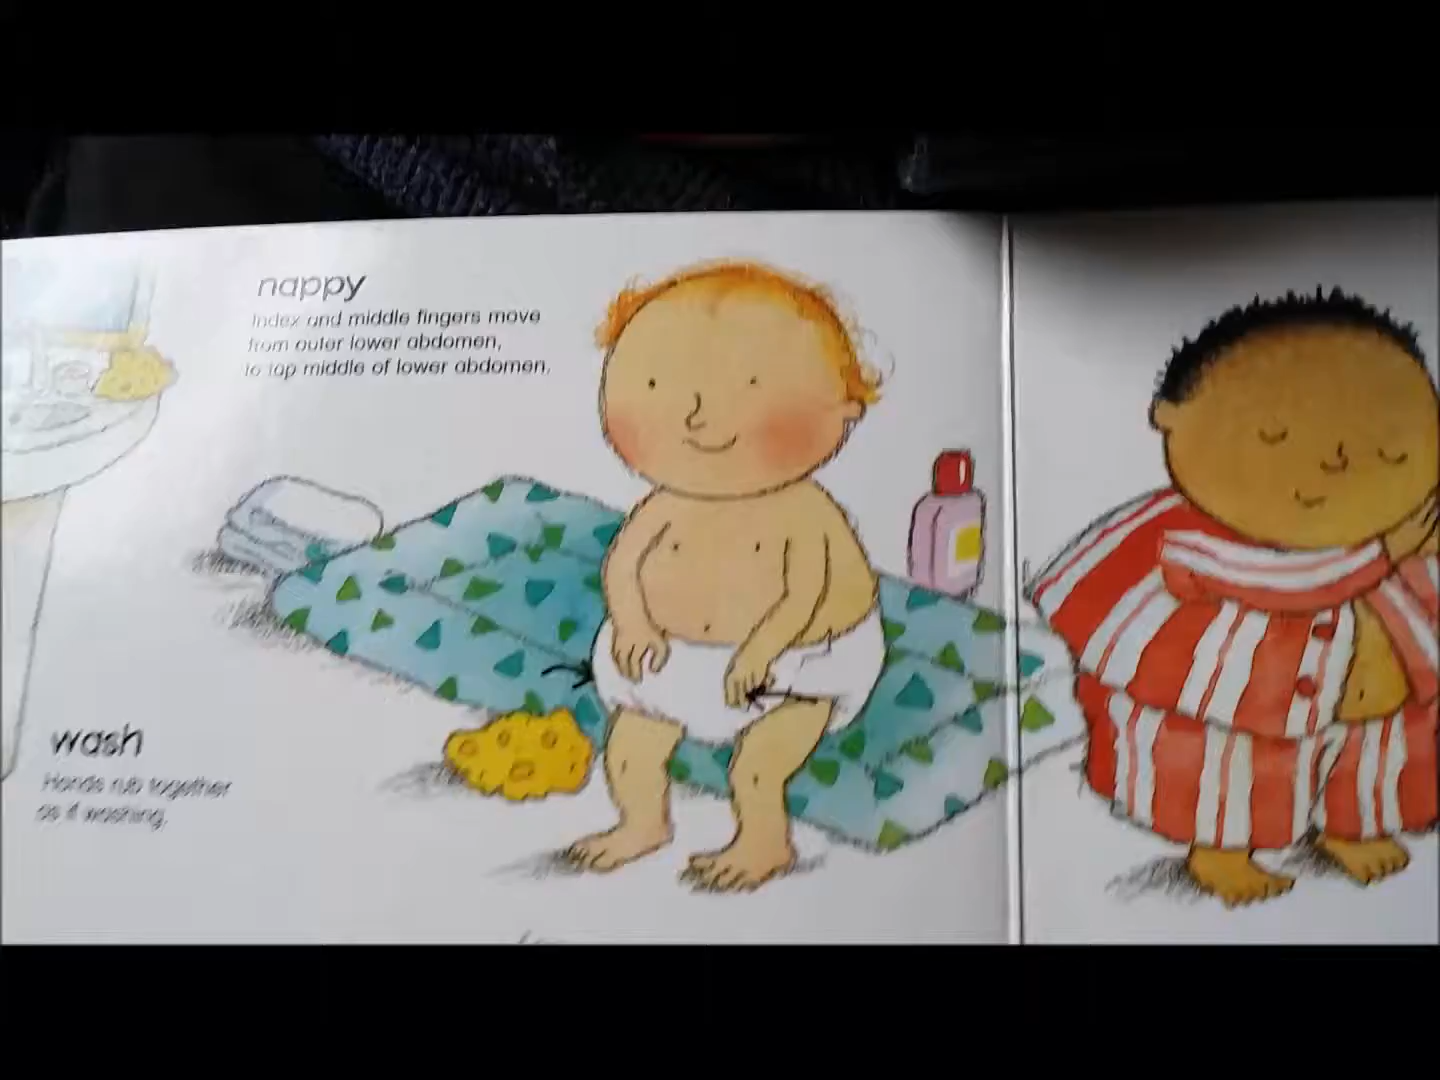 nappy
Index and middle fingers move
from outer lower abdomen,
to top middle of lower abdomen.
wash
Hands rub together
as if washing.